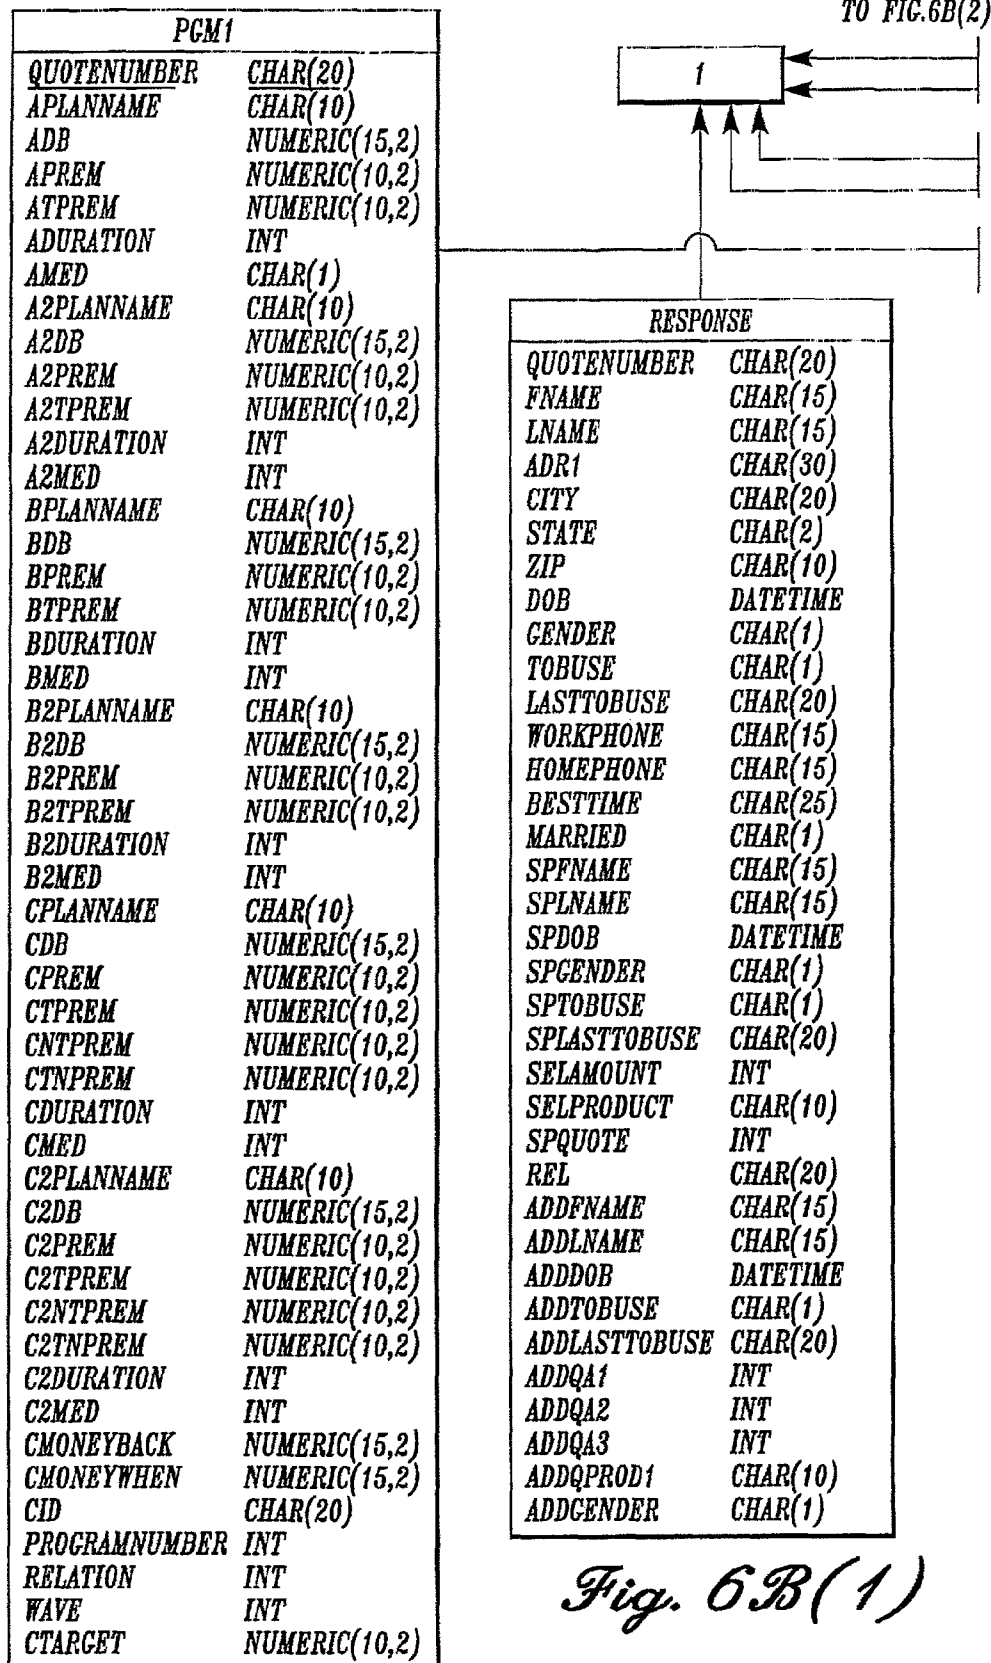 TO FIG.6B(2)
PGM1
QUOTENUMBER CHAR(20)
APLANNAME CHAR(10)
ADB NUMERIC(15,2)
APREM NUMERIC(10,2)
ATPREM NUMERIC(10,2)
ADURATION INT
AMED CHAR(1)
A2PLANNAME CHAR(10)
A2DB NUMERIC(15,2)
A2PREM NUMERIC(10,2)
A2TPREM NUMERIC(10,2)
A2DURATION INT
A2MED INT
BPLANNAME CHAR(10)
BDB NUMERIC(15,2)
BPREM NUMERIC(10,2)
BTPREM NUMERIC(10,2)
BDURATION INT
BMED INT
B2PLANNAME CHAR(10)
B2DB NUMERIC(15,2)
B2PREM NUMERIC(10,2)
B2TPREM NUMERIC(10,2)
B2DURATION INT
B2MED INT
CPLANNAME CHAR(10)
CDB NUMERIC(15,2)
CPREM NUMERIC(10,2)
CTPREM NUMERIC(10,2)
CNTPREM NUMERIC(10,2)
CTNPREM NUMERIC(10,2)
CDURATION INT
CMED INT
C2PLANNAME CHAR(10)
C2DB NUMERIC(15,2)
C2PREM NUMERIC(10,2)
C2TPREM NUMERIC(10,2)
C2NTPREM NUMERIC(10,2)
C2TNPREM NUMERIC(10,2)
C2DURATION INT
C2MED INT
CMONEYBACK NUMERIC(15,2)
CMONEYWHEN NUMERIC(15,2)
CID CHAR(20)
PROGRAMNUMBER INT
RELATION INT
WAVE INT
CTARGET NUMERIC(10,2)
1
RESPONSE
QUOTENUMBER CHAR(20)
FNAME CHAR(15)
LNAME CHAR(15)
ADR1 CHAR(30)
CITY CHAR(20)
STATE CHAR(2)
ZIP CHAR(10)
DOB DATETIME
GENDER CHAR(1)
TOBUSE CHAR(1)
LASTTOBUSE CHAR(20)
WORKPHONE CHAR(15)
HOMEPHONE CHAR(15)
BESTTIME CHAR(25)
MARRIED CHAR(1)
SPFNAME CHAR(15)
SPLNAME CHAR(15)
SPDOB DATETIME
SPGENDER CHAR(1)
SPTOBUSE CHAR(1)
SPLASTTOBUSE CHAR(20)
SELAMOUNT INT
SELPRODUCT CHAR(10)
SPQUOTE INT
REL CHAR(20)
ADDFNAME CHAR(15)
ADDLNAME CHAR(15)
ADDDOB DATETIME
ADDTOBUSE CHAR(1)
ADDLASTTOBUSE CHAR(20)
ADDQA1 INT
ADDQA2 INT
ADDQA3 INT
ADDQPROD1 CHAR(10)
ADDGENDER CHAR(1)
Fig. 6B(1)